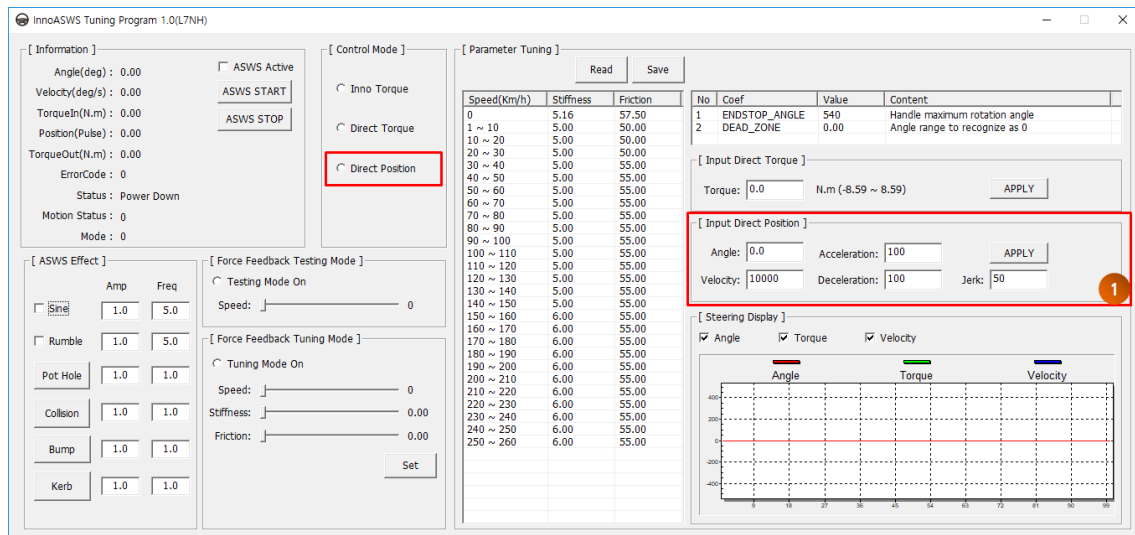 InnoASWS Tuning Program 1.0(L7NH)
[ Information ]
Angle(deg) : 0.00
Velocity(deg/s) : 0.00
TorqueIn(N.m) : 0.00
Position(Pulse) : 0.00
TorqueOut(N.m) : 0.00
ErrorCode : 0
Status : Power Down
Motion Status : 0
Mode : 0
ASWS Active
ASWS START
ASWS STOP
[ Control Mode ]
Inno Torque
Direct Torque
Direct Position
[ ASWS Effect ]
Amp Freq
Sine 1.0 5.0
Rumble 1.0 5.0
Pot Hole 1.0 1.0
Collision 1.0 1.0
Bump 1.0 1.0
Kerb 1.0 1.0
[ Force Feedback Testing Mode ]
Testing Mode On
Speed: 0
[ Force Feedback Tuning Mode ]
Tuning Mode On
Speed: 0
Stiffness: 0.00
Friction: 0.00
Set
[ Parameter Tuning ]
Read Save
Speed(Km/h) Stiffness Friction
0 5.16 57.50
1 ~ 10 5.00 50.00
10 ~ 20 5.00 50.00
20 ~ 30 5.00 50.00
30 ~ 40 5.00 55.00
40 ~ 50 5.00 55.00
50 ~ 60 5.00 55.00
60 ~ 70 5.00 55.00
70 ~ 80 5.00 55.00
80 ~ 90 5.00 55.00
90 ~ 100 5.00 55.00
100 ~ 110 5.00 55.00
110 ~ 120 5.00 55.00
120 ~ 130 5.00 55.00
130 ~ 140 5.00 55.00
140 ~ 150 5.00 55.00
150 ~ 160 6.00 55.00
160 ~ 170 6.00 55.00
170 ~ 180 6.00 55.00
180 ~ 190 6.00 55.00
190 ~ 200 6.00 55.00
200 ~ 210 6.00 55.00
210 ~ 220 6.00 55.00
220 ~ 230 6.00 55.00
230 ~ 240 6.00 55.00
240 ~ 250 6.00 55.00
250 ~ 260 6.00 55.00
No Coef Value Content
1 ENDSTOP_ANGLE 540 Handle maximum rotation angle
2 DEAD_ZONE 0.00 Angle range to recognize as 0
[ Input Direct Torque ]
Torque: 0.0 N.m (-8.59 ~ 8.59) APPLY
[ Input Direct Position ]
Angle: 0.0 Acceleration: 100 APPLY
Velocity: 10000 Deceleration: 100 Jerk: 50
1
[ Steering Display ]
Angle Torque Velocity
Angle Torque Velocity
400
200
0
-200
-400
9 18 27 36 45 54 63 72 81 90 99